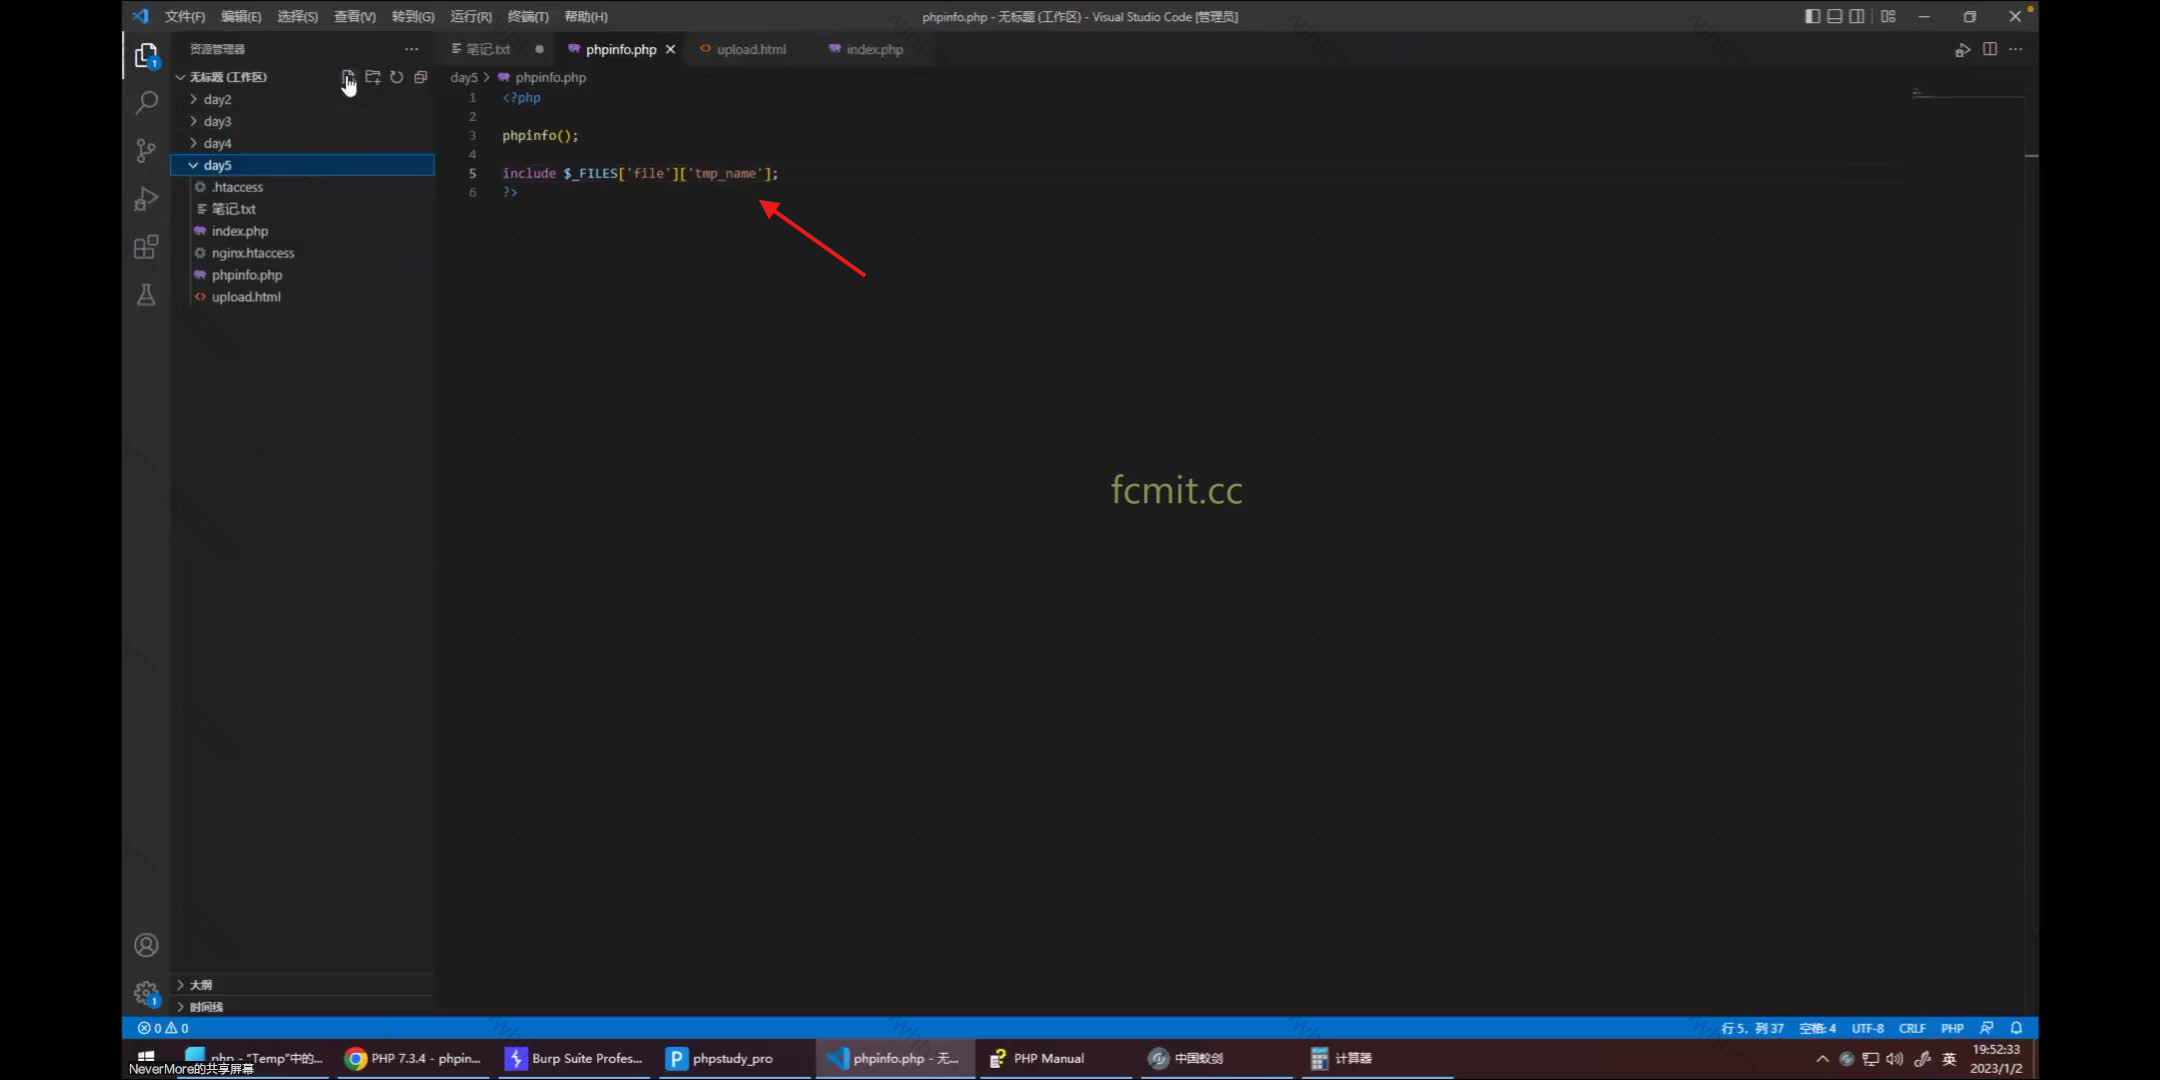 文件(F) 编辑(E) 选择(S) 查看(V) 转到(G) 运行(R) 终端(T) 帮助(H)
phpinfo.php - 无标题 (工作区) - Visual Studio Code [管理员]
资源管理器
笔记.txt
phpinfo.php
upload.html
index.php
无标题 (工作区)
day5 > phpinfo.php
day2
day3
day4
day5
.htaccess
笔记.txt
index.php
nginx.htaccess
phpinfo.php
upload.html
1 <?php
2
3 phpinfo();
4
5 include $_FILES['file']['tmp_name'];
6 ?>
fcmit.cc
大纲
时间线
0 0
行 5，列 37 空格: 4 UTF-8 CRLF PHP
php - "Temp"中的...
PHP 7.3.4 - phpin...
Burp Suite Profes...
phpstudy_pro
phpinfo.php - 无...
PHP Manual
中国蚁剑
计算器
英
19:52:33
2023/1/2
NeverMore的共享屏幕